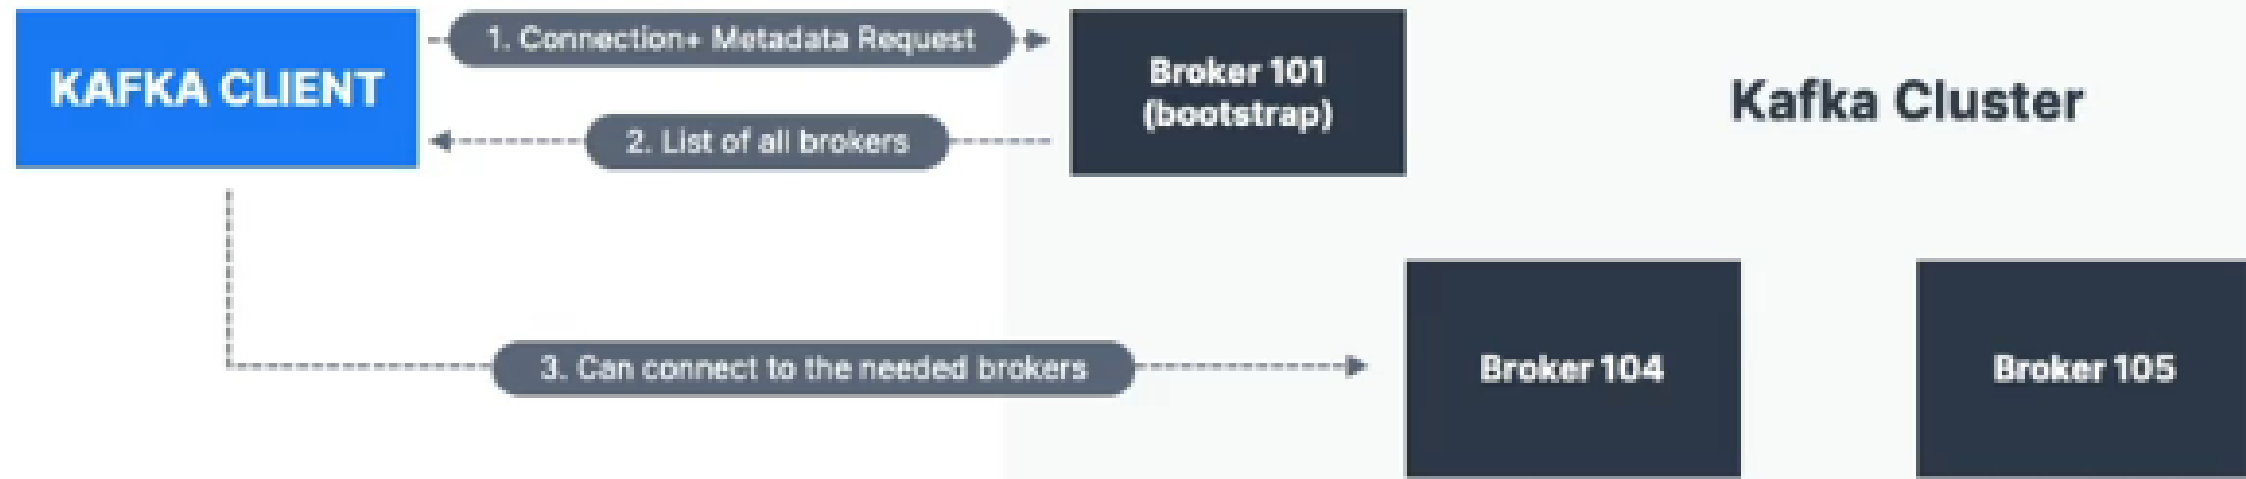 KAFKA CLIENT
1. Connection+ Metadata Request
2. List of all brokers
Broker 101
(bootstrap)
Kafka Cluster
3. Can connect to the needed brokers
Broker 104
Broker 105